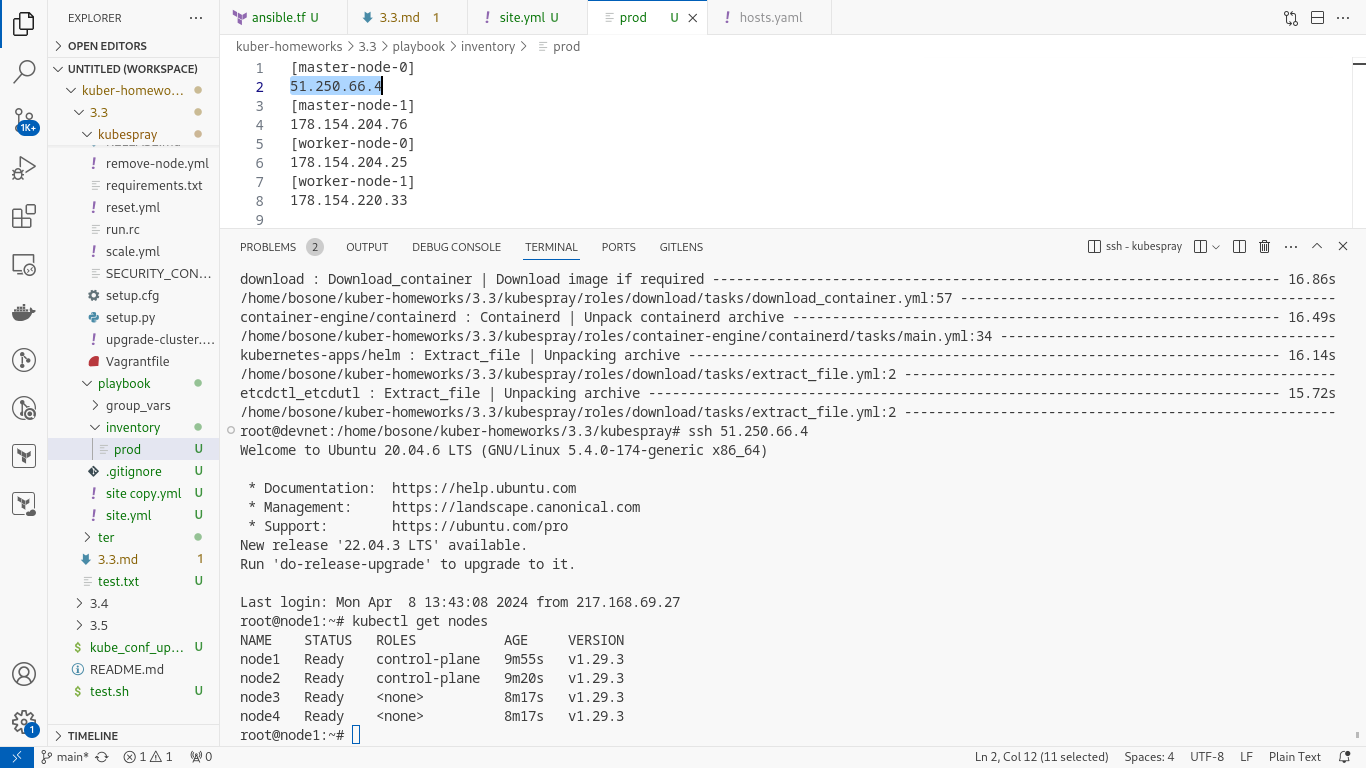 EXPLORER
OPEN EDITORS
UNTITLED (WORKSPACE)
kuber-homewo...
3.3
kubespray
remove-node.yml
requirements.txt
reset.yml
run.rc
scale.yml
SECURITY_CON...
setup.cfg
setup.py
upgrade-cluster....
Vagrantfile
playbook
group_vars
inventory
prod U
.gitignore U
site copy.yml U
site.yml U
ter
3.3.md 1
test.txt U
3.4
3.5
kube_conf_up... U
README.md
test.sh U
TIMELINE
1K+
1
ansible.tf U
3.3.md 1
site.yml U
prod U
hosts.yaml
kuber-homeworks > 3.3 > playbook > inventory > prod
1 [master-node-0]
2 51.250.66.4
3 [master-node-1]
4 178.154.204.76
5 [worker-node-0]
6 178.154.204.25
7 [worker-node-1]
8 178.154.220.33
9
PROBLEMS 2 OUTPUT DEBUG CONSOLE TERMINAL PORTS GITLENS
ssh - kubespray
download : Download_container | Download image if required ----------------------------------------------------------------------- 16.86s
/home/bosone/kuber-homeworks/3.3/kubespray/roles/download/tasks/download_container.yml:57 -----------------------------------------------
container-engine/containerd : Containerd | Unpack containerd archive ------------------------------------------------------------- 16.49s
/home/bosone/kuber-homeworks/3.3/kubespray/roles/container-engine/containerd/tasks/main.yml:34 ------------------------------------------
kubernetes-apps/helm : Extract_file | Unpacking archive -------------------------------------------------------------------------- 16.14s
/home/bosone/kuber-homeworks/3.3/kubespray/roles/download/tasks/extract_file.yml:2 ------------------------------------------------------
etcdctl_etcdutl : Extract_file | Unpacking archive ------------------------------------------------------------------------------- 15.72s
/home/bosone/kuber-homeworks/3.3/kubespray/roles/download/tasks/extract_file.yml:2 ------------------------------------------------------
root@devnet:/home/bosone/kuber-homeworks/3.3/kubespray# ssh 51.250.66.4
Welcome to Ubuntu 20.04.6 LTS (GNU/Linux 5.4.0-174-generic x86_64)
* Documentation: https://help.ubuntu.com
* Management: https://landscape.canonical.com
* Support: https://ubuntu.com/pro
New release '22.04.3 LTS' available.
Run 'do-release-upgrade' to upgrade to it.
Last login: Mon Apr 8 13:43:08 2024 from 217.168.69.27
root@node1:~# kubectl get nodes
NAME STATUS ROLES AGE VERSION
node1 Ready control-plane 9m55s v1.29.3
node2 Ready control-plane 9m20s v1.29.3
node3 Ready <none> 8m17s v1.29.3
node4 Ready <none> 8m17s v1.29.3
root@node1:~#
main* 1 1 0 Ln 2, Col 12 (11 selected) Spaces: 4 UTF-8 LF Plain Text